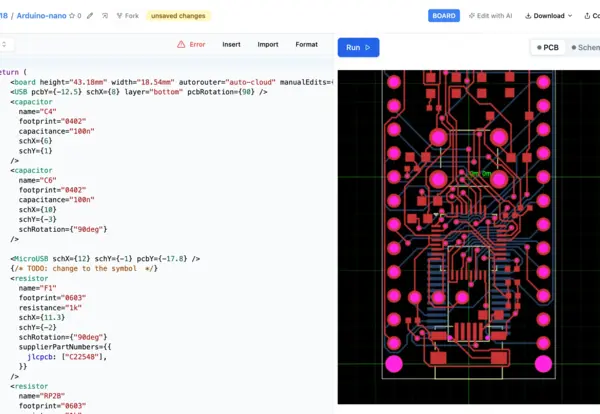 18 / Arduino-nano ☆ 0 Fork unsaved changes BOARD Edit with AI Download Co
Error Insert Import Format Run PCB Schem
eturn (
<board height="43.18mm" width="18.54mm" autorouter="auto-cloud" manualEdits={
<USB pcbY={-12.5} schX={8} layer="bottom" pcbRotation={90} />
<capacitor
name="C4"
footprint="0402"
capacitance="100n"
schX={6}
schY={1}
/>
<capacitor
name="C6"
footprint="0402"
capacitance="100n"
schX={10}
schY={-3}
schRotation={"90deg"}
/>
<MicroUSB schX={12} schY={-1} pcbY={-17.8} />
{/* TODO: change to the symbol */}
<resistor
name="F1"
footprint="0603"
resistance="1k"
schX={11.3}
schY={-2}
schRotation={"90deg"}
supplierPartNumbers={{
jlcpcb: ["C22548"],
}}
/>
<resistor
name="RP2B"
footprint="0603"